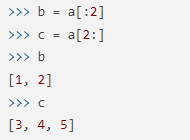 >>> b = a[:2]
>>> c = a[2:]
>>> b
[1, 2]
>>> c
[3, 4, 5]